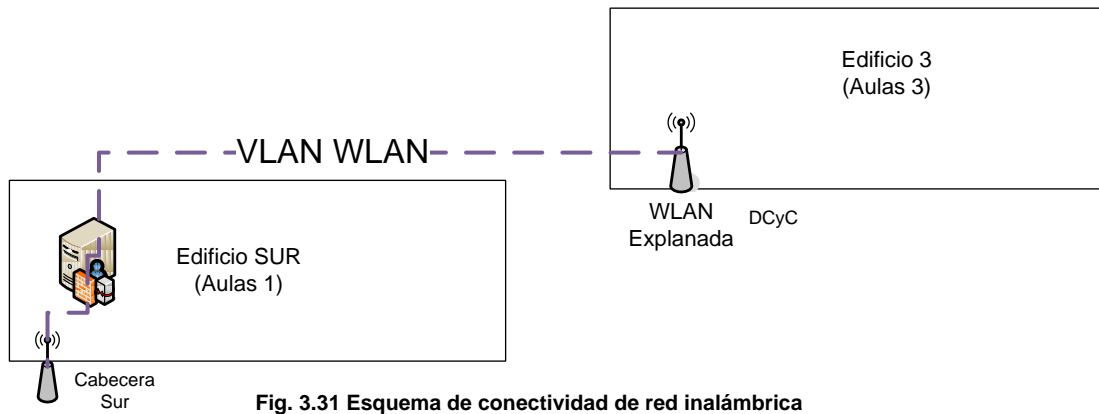 Edificio 3
(Aulas 3)
VLAN WLAN
WLAN
Explanada
DCyC
Edificio SUR
(Aulas 1)
Cabecera
Sur
Fig. 3.31 Esquema de conectividad de red inalámbrica